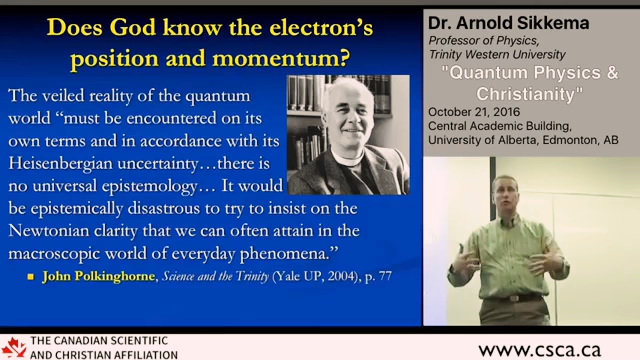 Does God know the electron's
position and momentum?
The veiled reality of the quantum
world “must be encountered on its
own terms and in accordance with its
Heisenbergian uncertainty…there is
no universal epistemology… It would
be epistemically disastrous to try to insist on the
Newtonian clarity that we can often attain in the
macroscopic world of everyday phenomena.”
John Polkinghorne, Science and the Trinity (Yale UP, 2004), p. 77
Dr. Arnold Sikkema
Professor of Physics,
Trinity Western University
"Quantum Physics &
Christianity"
October 21, 2016
Central Academic Building,
University of Alberta, Edmonton, AB
THE CANADIAN SCIENTIFIC
AND CHRISTIAN AFFILIATION
www.csca.ca